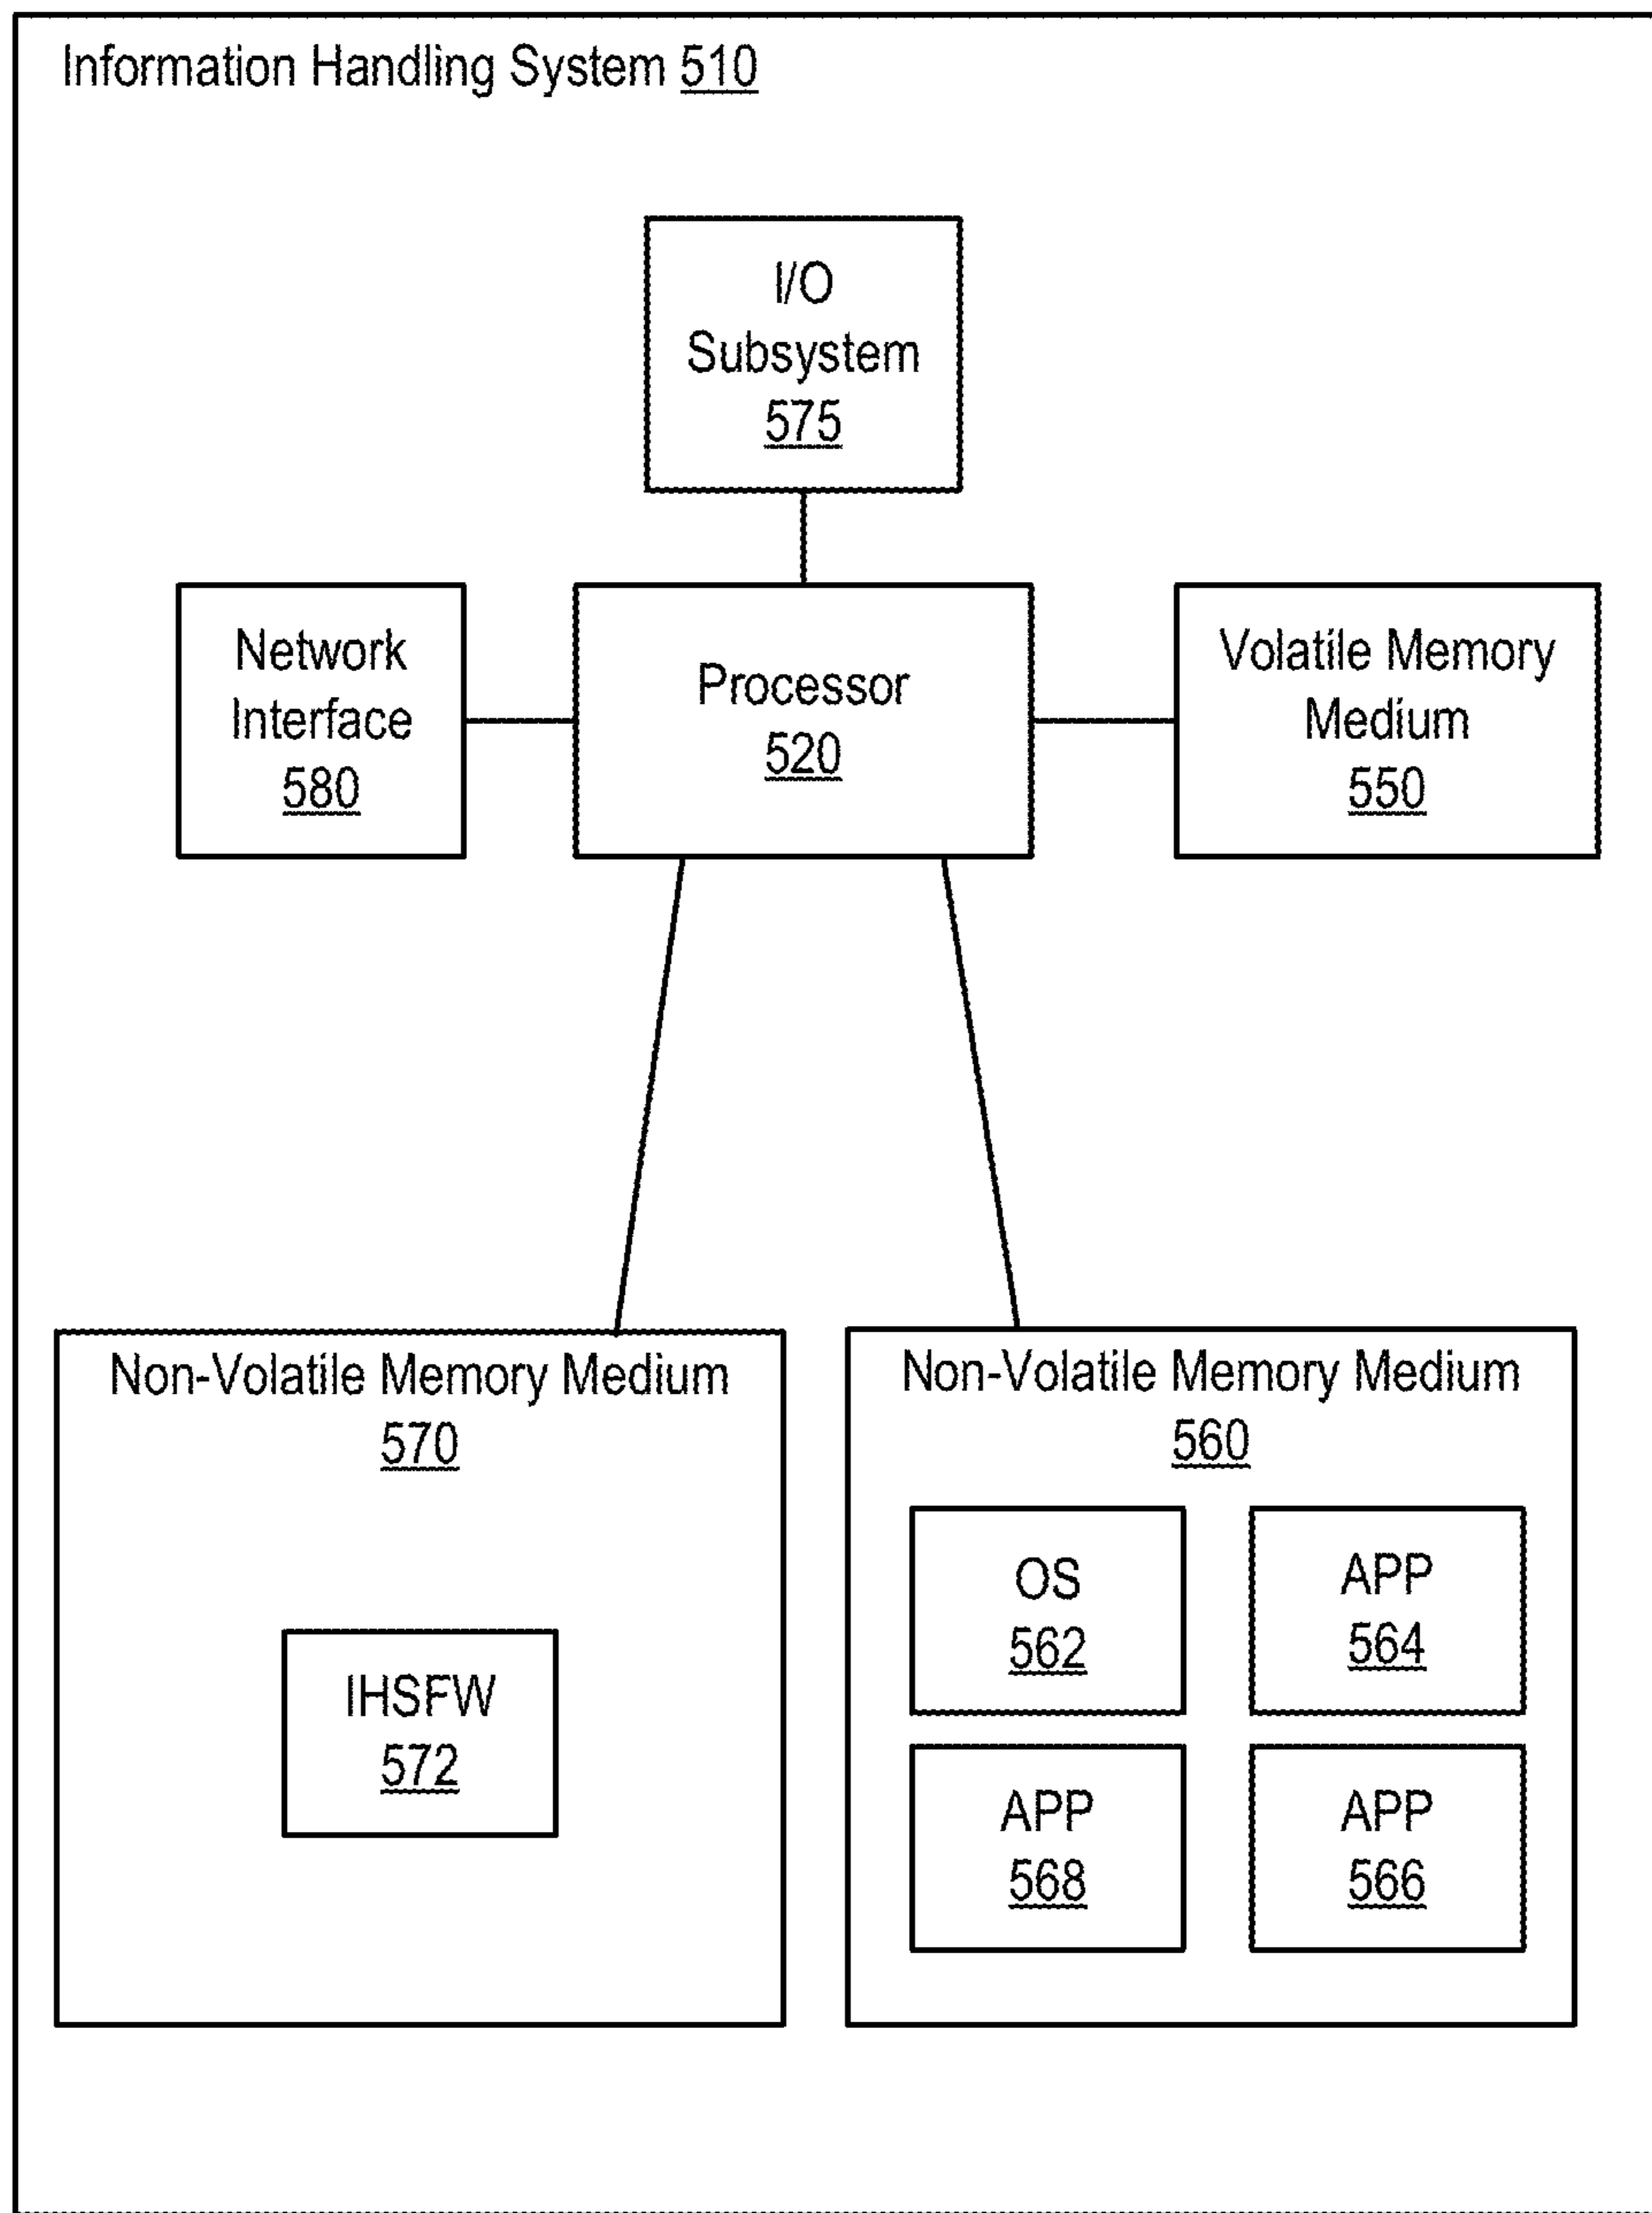 Information Handling System 510
I/O
Subsystem
575
Network
Interface
580
Processor
520
Volatile Memory
Medium
550
Non-Volatile Memory Medium
570
IHSFW
572
Non-Volatile Memory Medium
560
OS
562
APP
564
APP
568
APP
566